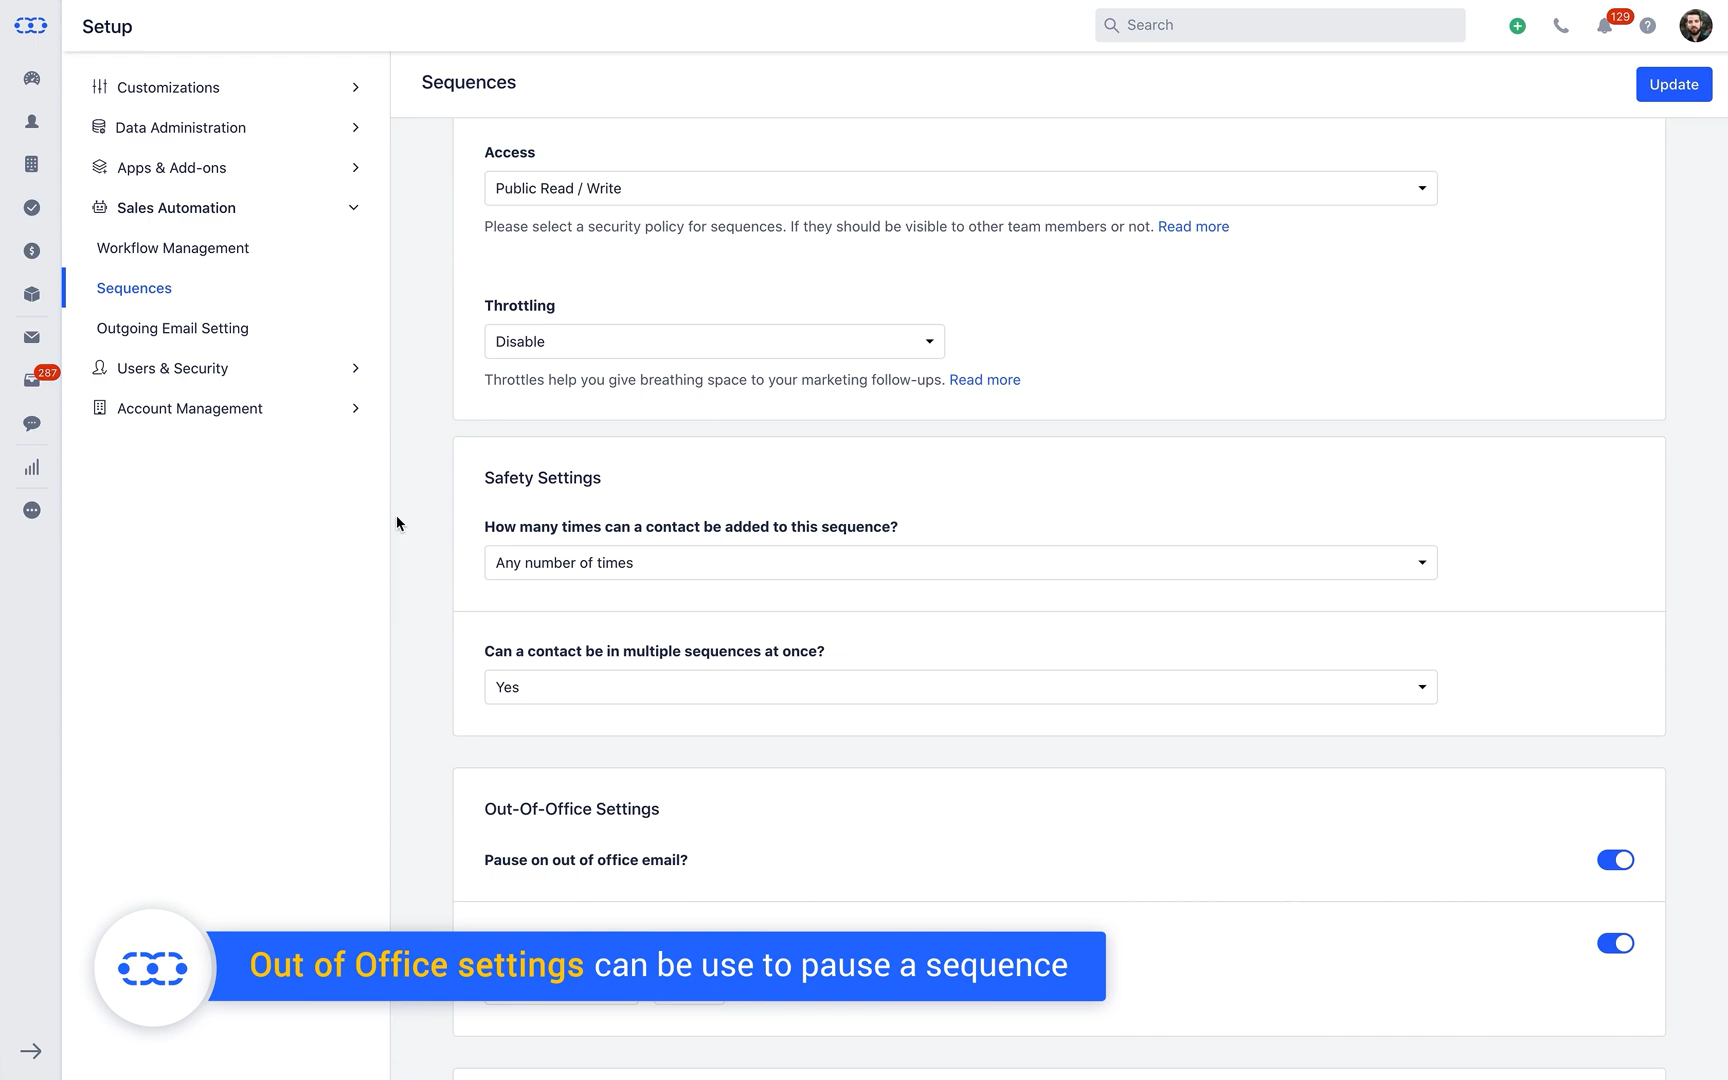 Setup
Search
129
Customizations
Data Administration
Apps & Add-ons
Sales Automation
Workflow Management
Sequences
Outgoing Email Setting
Users & Security
Account Management
287
Sequences
Update
Access
Public Read / Write
Please select a security policy for sequences. If they should be visible to other team members or not. Read more
Throttling
Disable
Throttles help you give breathing space to your marketing follow-ups. Read more
Safety Settings
How many times can a contact be added to this sequence?
Any number of times
Can a contact be in multiple sequences at once?
Yes
Out-Of-Office Settings
Pause on out of office email?
Out of Office settings can be use to pause a sequence